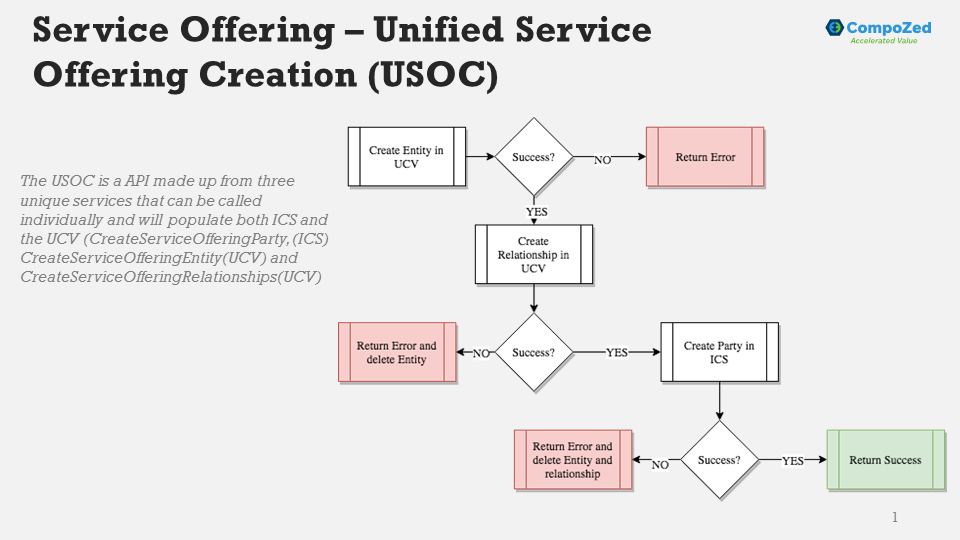 Service Offering – Unified Service
Offering Creation (USOC)
CompoZed
Accelerated Value
The USOC is a API made up from three
unique services that can be called
individually and will populate both ICS and
the UCV (CreateServiceOfferingParty, (ICS)
CreateServiceOfferingEntity(UCV) and
CreateServiceOfferingRelationships(UCV)
Create Entity in
UCV
Success?
NO
Return Error
YES
Create
Relationship in
UCV
Return Error and
delete Entity
NO
Success?
YES
Create Party in
ICS
Return Error and
delete Entity and
relationship
NO
Success?
YES
Return Success
1